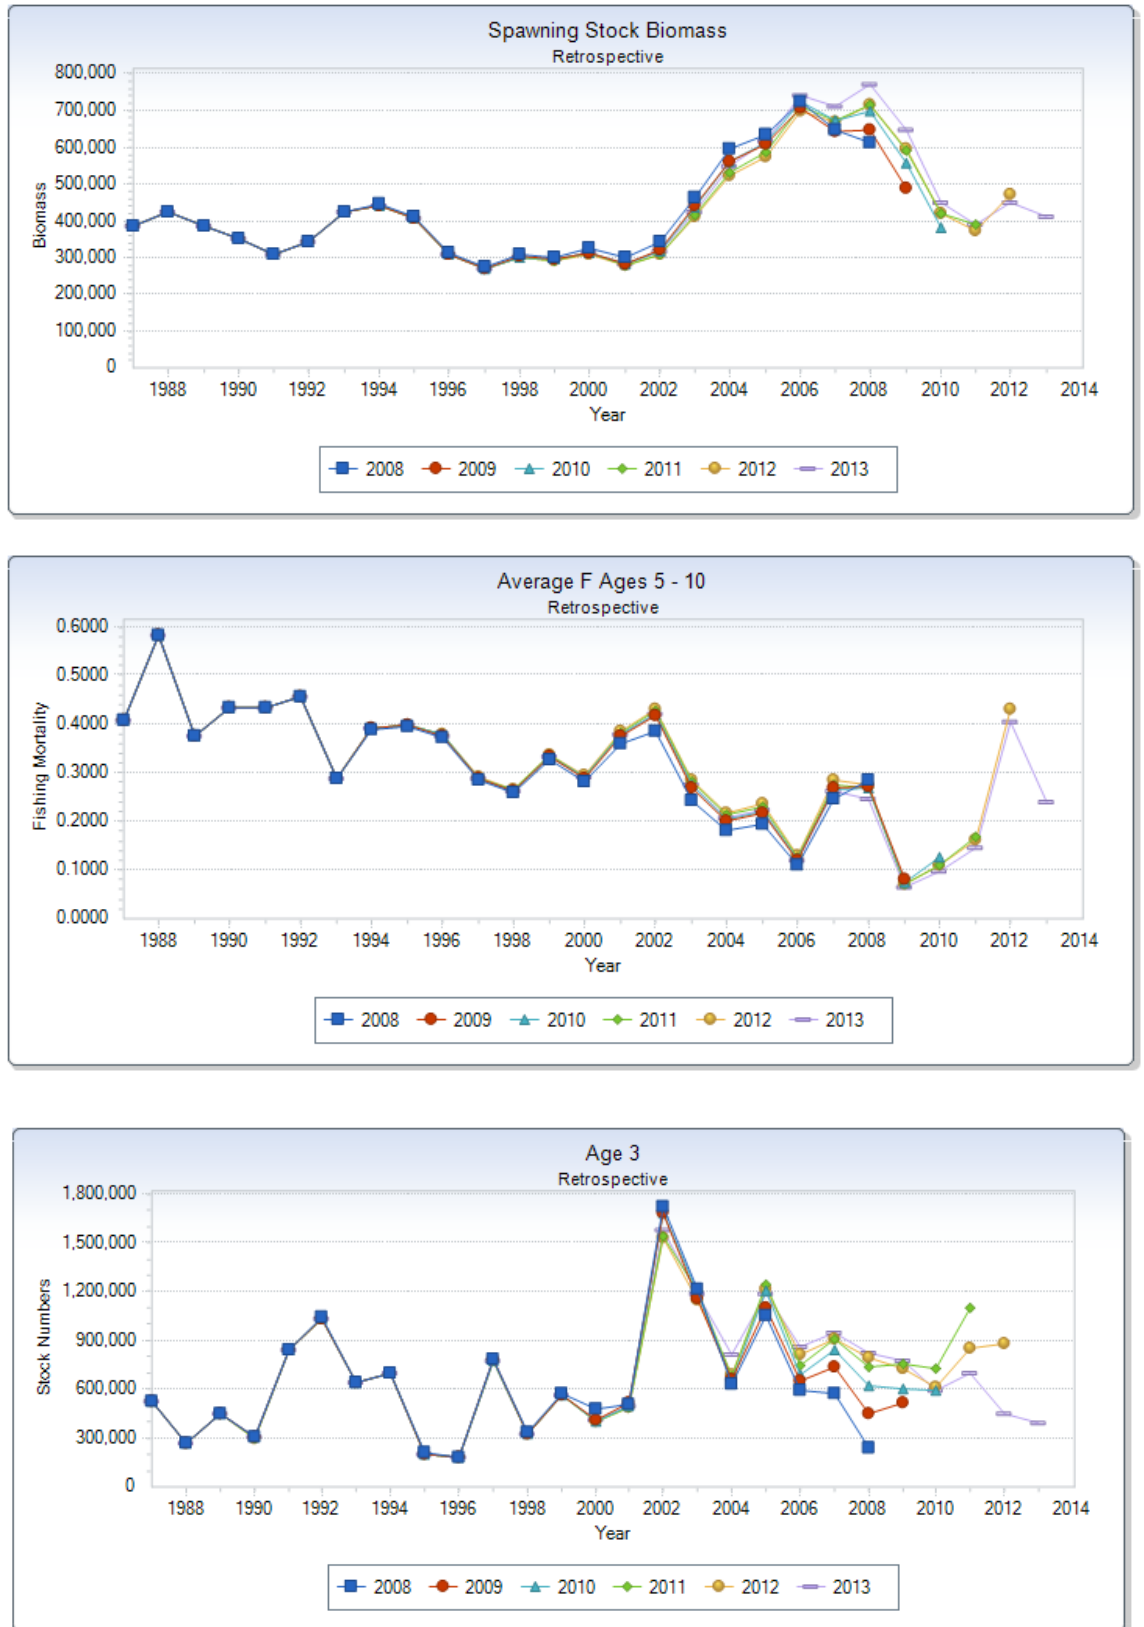 Spawning Stock Biomass
Retrospective
800,000
700,000
600,000
500,000
400,000
300,000
200,000
100,000
0
Biomass
1988 1990 1992 1994 1996 1998 2000 2002 2004 2006 2008 2010 2012 2014
Year
2008 2009 2010 2011 2012 2013
Average F Ages 5 - 10
Retrospective
0.6000
0.5000
0.4000
0.3000
0.2000
0.1000
0.0000
Fishing Mortality
1988 1990 1992 1994 1996 1998 2000 2002 2004 2006 2008 2010 2012 2014
Year
2008 2009 2010 2011 2012 2013
Age 3
Retrospective
1,800,000
1,500,000
1,200,000
900,000
600,000
300,000
0
Stock Numbers
1988 1990 1992 1994 1996 1998 2000 2002 2004 2006 2008 2010 2012 2014
Year
2008 2009 2010 2011 2012 2013